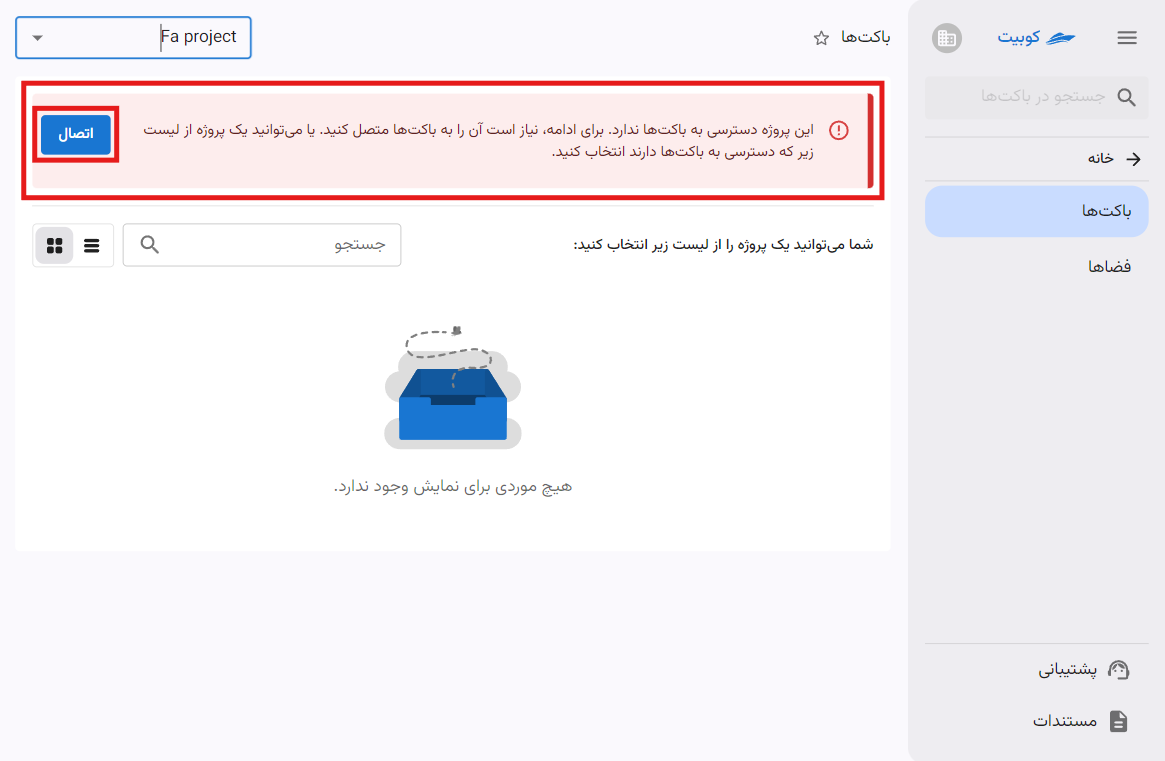 کوبیت
جستجو در باکت‌ها
خانه
باکت‌ها
فضاها
پشتیبانی
مستندات
باکت‌ها
Fa project
این پروژه دسترسی به باکت‌ها ندارد. برای ادامه، نیاز است آن را به باکت‌ها متصل کنید. یا می‌توانید یک پروژه از لیست
زیر که دسترسی به باکت‌ها دارند انتخاب کنید.
اتصال
شما می‌توانید یک پروژه را از لیست زیر انتخاب کنید:
جستجو
هیچ موردی برای نمایش وجود ندارد.